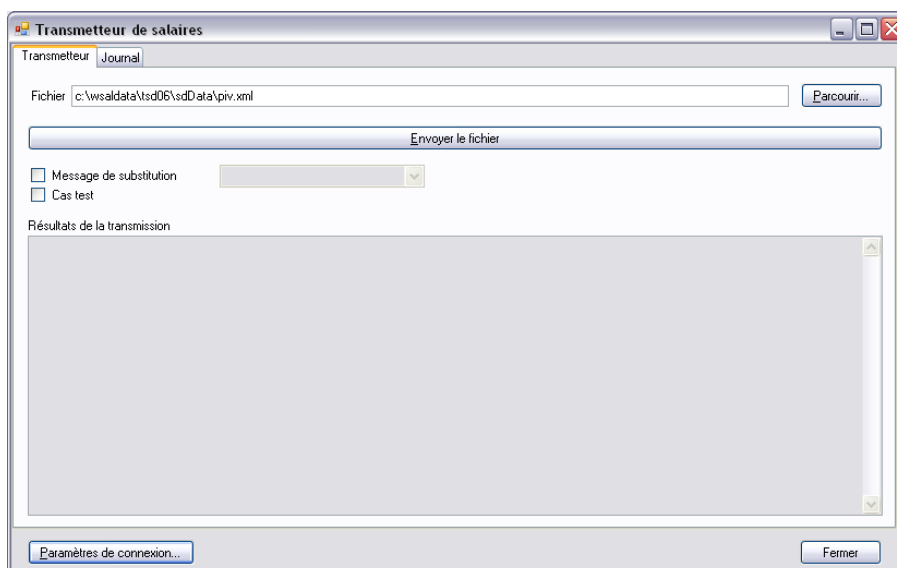 Transmetteur de salaires
Transmetteur Journal
Fichier c:\wsaldata\tsd06\sdData\piv.xml Parcourir...
Envoyer le fichier
Message de substitution
Cas test
Résultats de la transmission
Paramètres de connexion... Fermer